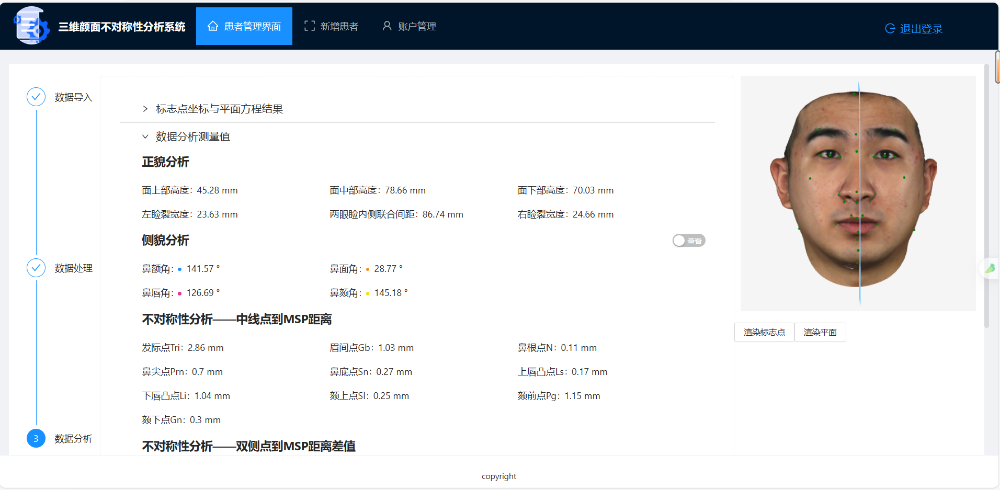 三维颜面不对称性分析系统
患者管理界面
新增患者
账户管理
退出登录
数据导入
标志点坐标与平面方程结果
数据分析测量值
正貌分析
面上部高度：45.28 mm
面中部高度：78.66 mm
面下部高度：70.03 mm
左睑裂宽度：23.63 mm
两眼睑内侧联合间距：86.74 mm
右睑裂宽度：24.66 mm
侧貌分析
查看
数据处理
鼻额角：141.57 °
鼻面角：28.77 °
鼻唇角：126.69 °
鼻颏角：145.18 °
不对称性分析——中线点到MSP距离
渲染标志点
渲染平面
发际点Tri：2.86 mm
眉间点Gb：1.03 mm
鼻根点N：0.11 mm
鼻尖点Prn：0.7 mm
鼻底点Sn：0.27 mm
上唇凸点Ls：0.17 mm
下唇凸点Li：1.04 mm
颏上点Sl：0.25 mm
颏前点Pg：1.15 mm
颏下点Gn：0.3 mm
3
数据分析
不对称性分析——双侧点到MSP距离差值
copyright